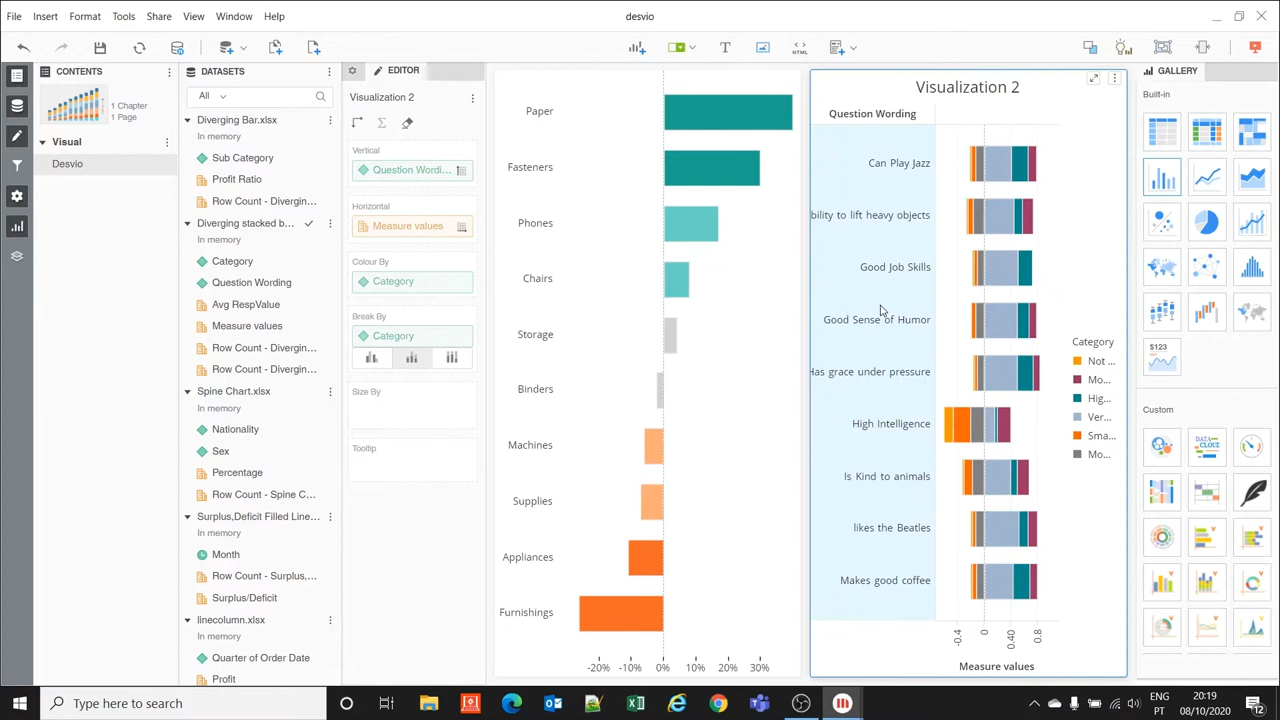 File Insert Format Tools Share View Window Help
desvio
CONTENTS
1 Chapter
1 Page
Visual
Desvio
DATASETS
All
Diverging Bar.xlsx
In memory
Sub Category
Profit Ratio
Row Count - Divergin...
Diverging stacked b...
In memory
Category
Question Wording
Avg RespValue
Measure values
Row Count - Divergin...
Row Count - Divergin...
Spine Chart.xlsx
In memory
Nationality
Sex
Percentage
Row Count - Spine C...
Surplus,Deficit Filled Line...
In memory
Month
Row Count - Surplus,...
Surplus/Deficit
linecolumn.xlsx
In memory
Quarter of Order Date
Profit
EDITOR
Visualization 2
Vertical
Question Wordi...
Horizontal
Measure values
Colour By
Category
Break By
Category
Size By
Tooltip
T
HTML
Paper
Fasteners
Phones
Chairs
Storage
Binders
Machines
Supplies
Appliances
Furnishings
-20% -10% 0% 10% 20% 30%
Visualization 2
Question Wording
Can Play Jazz
bility to lift heavy objects
Good Job Skills
Good Sense of Humor
Has grace under pressure
High Intelligence
Is Kind to animals
likes the Beatles
Makes good coffee
-0.4 0 0.40 0.8
Measure values
Category
Not ...
Mo...
Hig...
Ver...
Sma...
Mo...
GALLERY
Built-in
$123
Custom
DATA
CLOUD
Type here to search
ENG
PT
20:19
08/10/2020
12